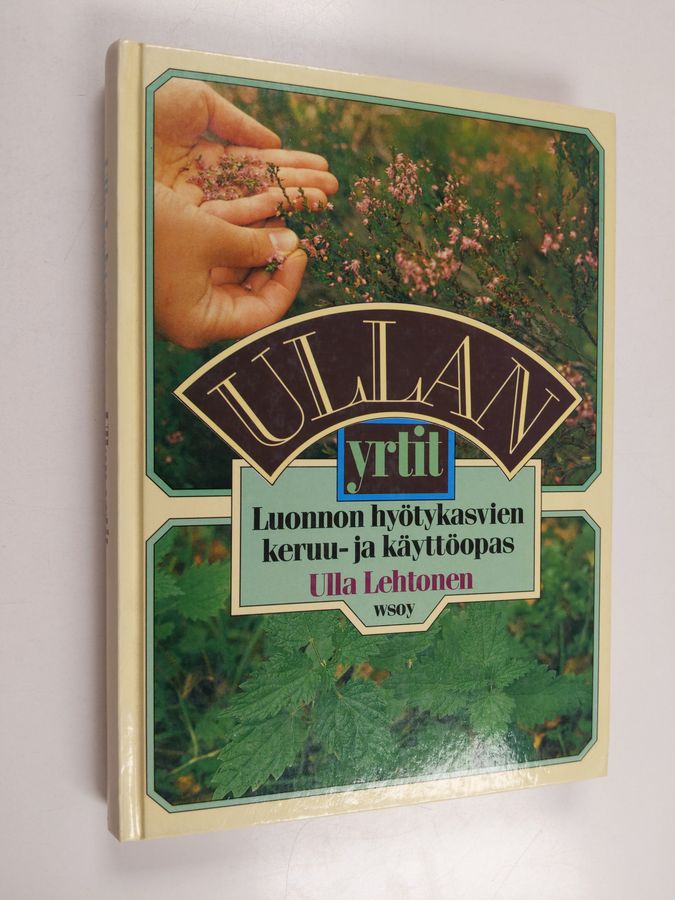 ULLAN
yrtit
Luonnon hyötykasvien
keruu- ja käyttöopas
Ulla Lehtonen
wsoy